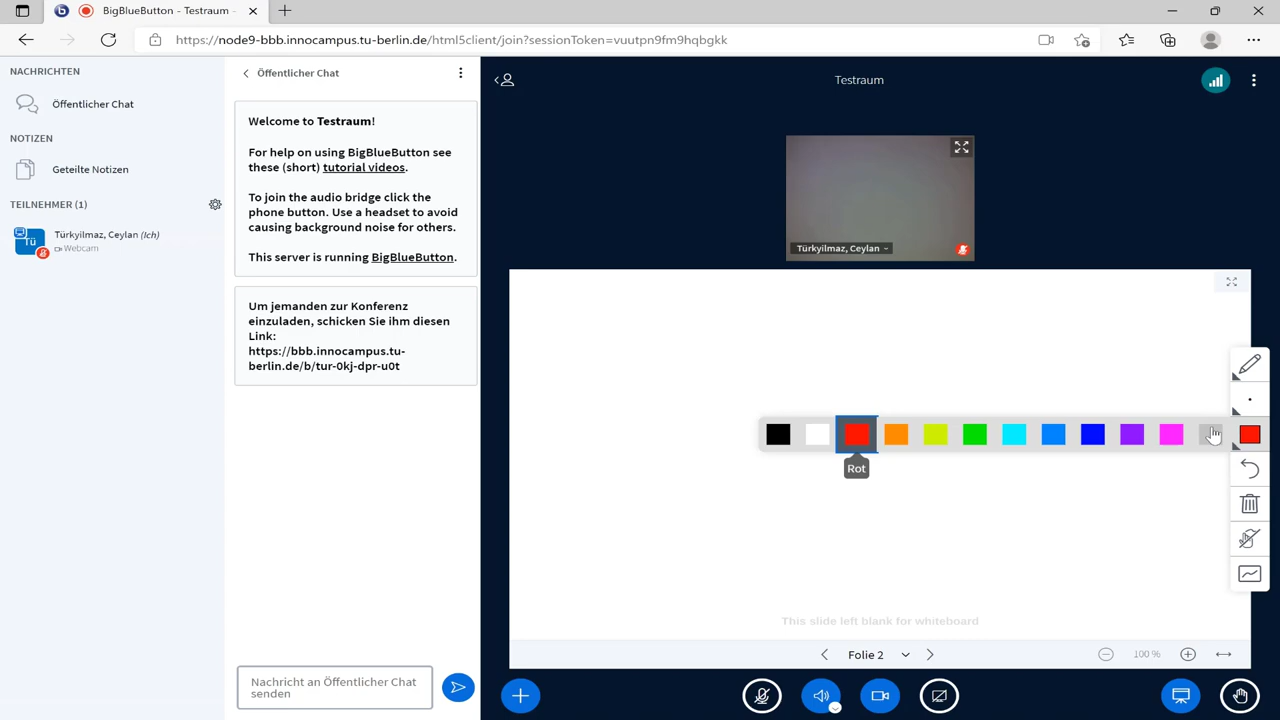 BigBlueButton - Testraum -
https://node9-bbb.innocampus.tu-berlin.de/html5client/join?sessionToken=vuutpn9fm9hqbgkk
NACHRICHTEN
Öffentlicher Chat
NOTIZEN
Geteilte Notizen
TEILNEHMER (1)
Tü
Türkyilmaz, Ceylan (Ich)
Webcam
Öffentlicher Chat
Welcome to Testraum!
For help on using BigBlueButton see
these (short) tutorial videos.
To join the audio bridge click the
phone button. Use a headset to avoid
causing background noise for others.
This server is running BigBlueButton.
Um jemanden zur Konferenz
einzuladen, schicken Sie ihm diesen
Link:
https://bbb.innocampus.tu-
berlin.de/b/tur-0kj-dpr-u0t
Nachricht an Öffentlicher Chat
senden
Testraum
Türkyilmaz, Ceylan
Rot
This slide left blank for whiteboard
Folie 2
100 %